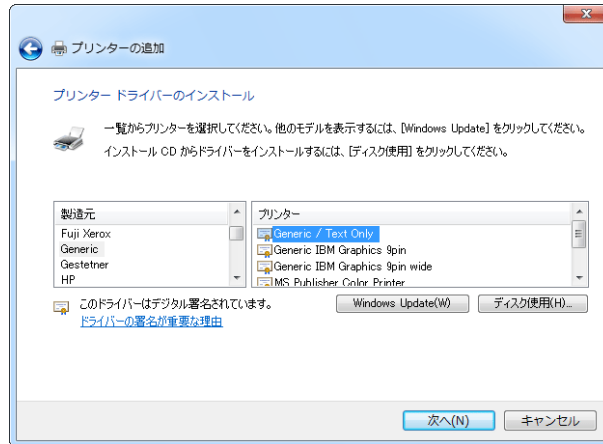 プリンターの追加
プリンター ドライバーのインストール
一覧からプリンターを選択してください。他のモデルを表示するには、[Windows Update] をクリックしてください。
インストール CD からドライバーをインストールするには、[ディスク使用] をクリックしてください。
製造元
Fuji Xerox
Generic
Gestetner
HP
プリンター
Generic / Text Only
Generic IBM Graphics 9pin
Generic IBM Graphics 9pin wide
MS Publisher Color Printer
このドライバーはデジタル署名されています。
ドライバーの署名が重要な理由
Windows Update(W)
ディスク使用(H)...
次へ(N)
キャンセル